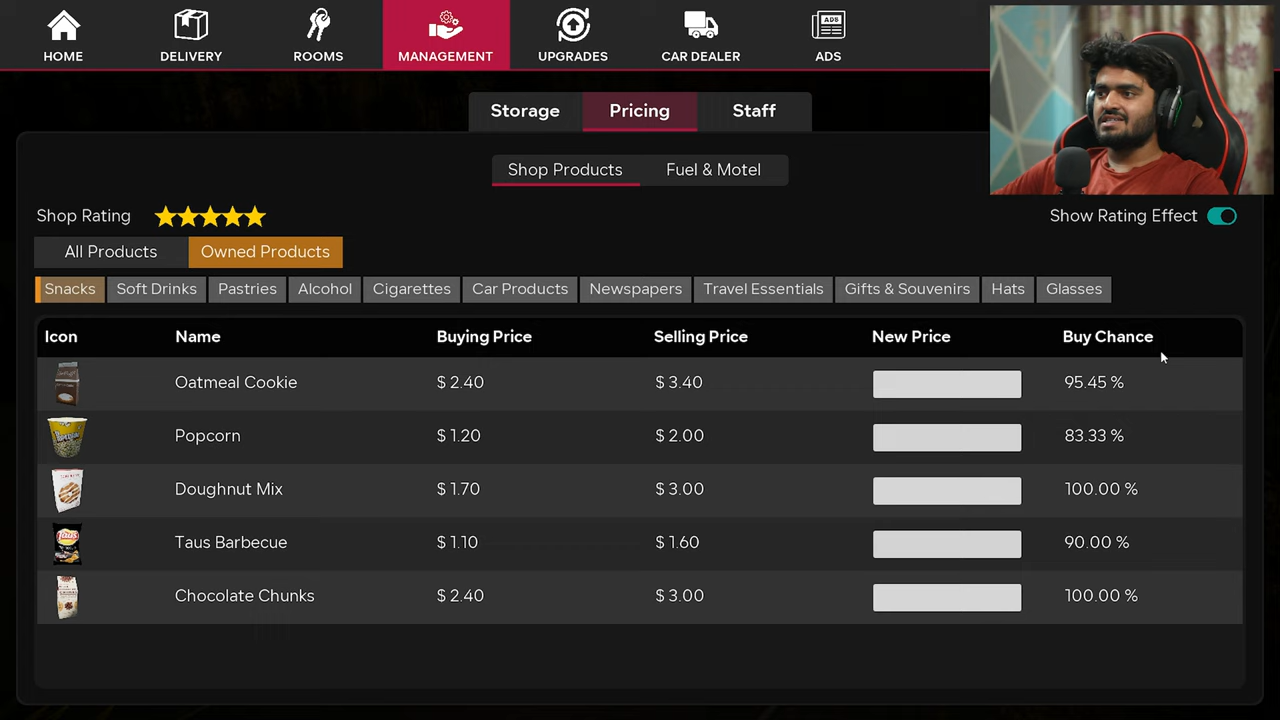 HOME DELIVERY ROOMS MANAGEMENT UPGRADES CAR DEALER ADS
Storage Pricing Staff
Shop Products Fuel & Motel
Shop Rating Show Rating Effect
All Products Owned Products
Snacks Soft Drinks Pastries Alcohol Cigarettes Car Products Newspapers Travel Essentials Gifts & Souvenirs Hats Glasses
Icon Name Buying Price Selling Price New Price Buy Chance
Oatmeal Cookie $ 2.40 $ 3.40 95.45 %
Popcorn $ 1.20 $ 2.00 83.33 %
Doughnut Mix $ 1.70 $ 3.00 100.00 %
Taus Barbecue $ 1.10 $ 1.60 90.00 %
Chocolate Chunks $ 2.40 $ 3.00 100.00 %